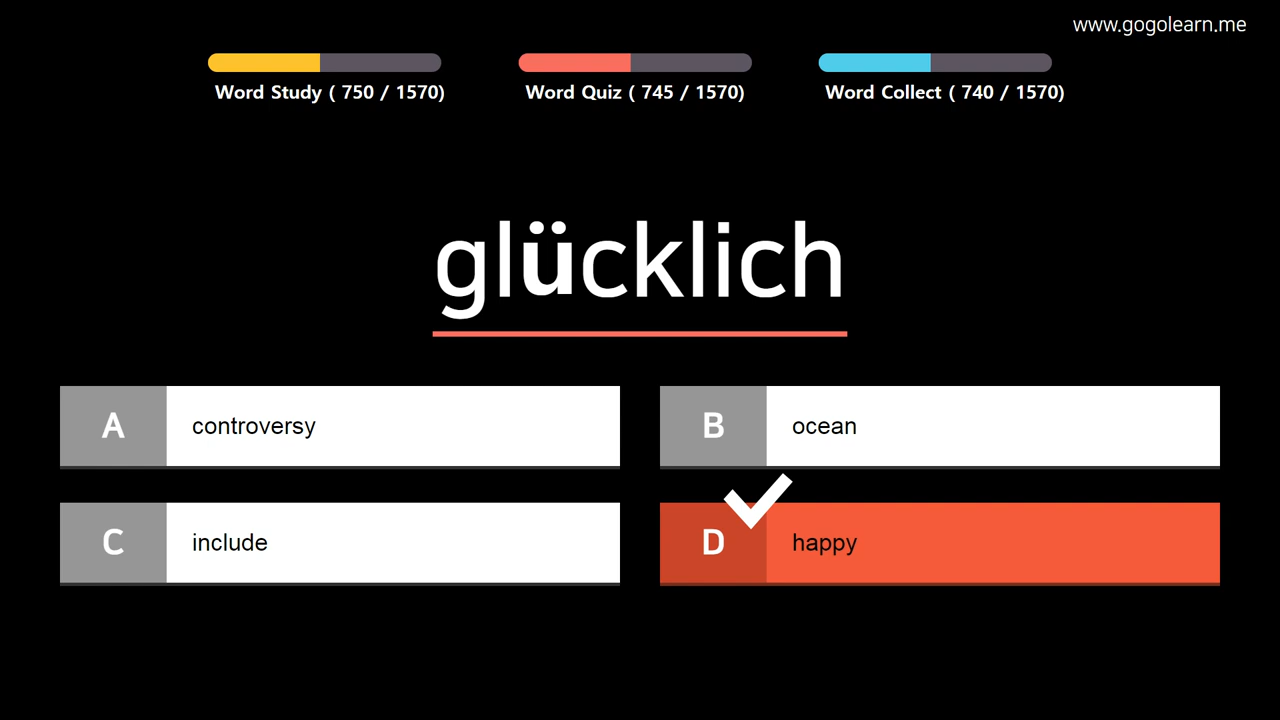 www.gogolearn.me
Word Study ( 750 / 1570)
Word Quiz ( 745 / 1570)
Word Collect ( 740 / 1570)
glücklich
A controversy
B ocean
C include
D happy